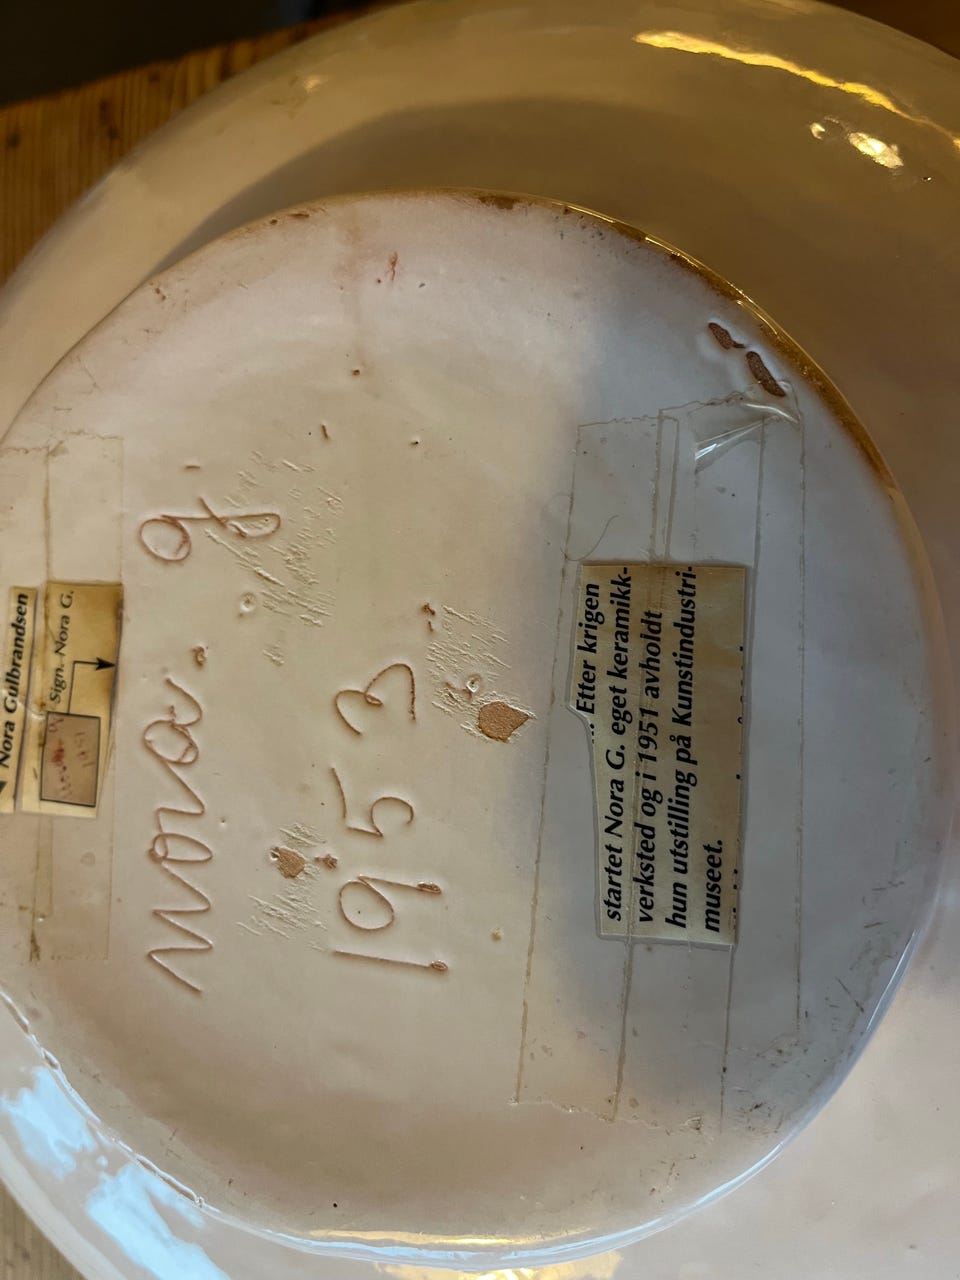 Nora Gulbrandsen
Sign. Nora G.
nora. g.
1953
Etter krigen
startet Nora G. eget keramikk-
verksted og i 1951 avholdt
hun utstilling på Kunstindustri-
museet.